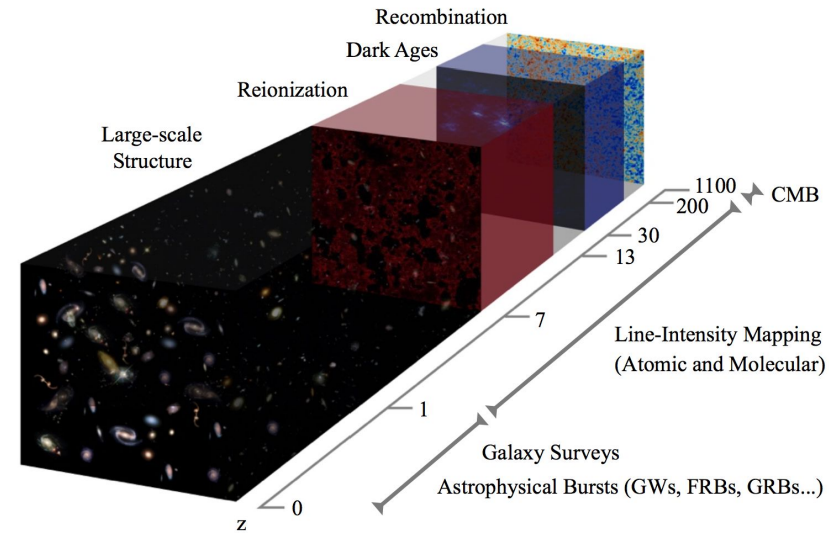 Recombination
Dark Ages
Reionization
Large-scale
Structure
1100
200
CMB
30
13
7
Line-Intensity Mapping
(Atomic and Molecular)
1
Galaxy Surveys
Astrophysical Bursts (GWs, FRBs, GRBs...)
0
z